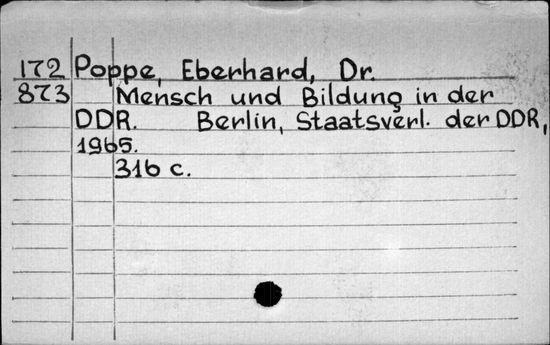 172 Poppe, Eberhard, Dr.
873 Mensch und Bildung in der
DDR. Berlin, Staatsverl. der DDR,
1965.
316 c.